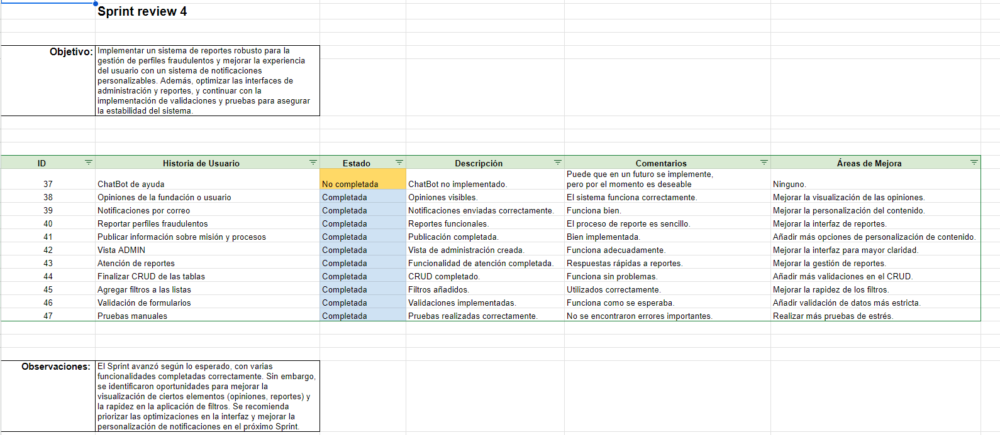 Sprint review 4
Objetivo:
Implementar un sistema de reportes robusto para la
gestión de perfiles fraudulentos y mejorar la experiencia
del usuario con un sistema de notificaciones
personalizables. Además, optimizar las interfaces de
administración y reportes, y continuar con la
implementación de validaciones y pruebas para asegurar
la estabilidad del sistema.
ID Historia de Usuario Estado Descripción Comentarios Áreas de Mejora
37 ChatBot de ayuda No completada ChatBot no implementado. Puede que en un futuro se implemente,
pero por el momento es deseable Ninguno.
38 Opiniones de la fundación o usuario Completada Opiniones visibles. El sistema funciona correctamente. Mejorar la visualización de las opiniones.
39 Notificaciones por correo Completada Notificaciones enviadas correctamente. Funciona bien. Mejorar la personalización del contenido.
40 Reportar perfiles fraudulentos Completada Reportes funcionales. El proceso de reporte es sencillo. Mejorar la interfaz de reportes.
41 Publicar información sobre misión y procesos Completada Publicación completada. Bien implementada. Añadir más opciones de personalización de contenido.
42 Vista ADMIN Completada Vista de administración creada. Funciona adecuadamente. Mejorar la interfaz para mayor claridad.
43 Atención de reportes Completada Funcionalidad de atención completada. Respuestas rápidas a reportes. Mejorar la gestión de reportes.
44 Finalizar CRUD de las tablas Completada CRUD completado. Funciona sin problemas. Añadir más validaciones en el CRUD.
45 Agregar filtros a las listas Completada Filtros añadidos. Utilizados correctamente. Mejorar la rapidez de los filtros.
46 Validación de formularios Completada Validaciones implementadas. Funciona como se esperaba. Añadir validación de datos más estricta.
47 Pruebas manuales Completada Pruebas realizadas correctamente. No se encontraron errores importantes. Realizar más pruebas de estrés.
Observaciones:
El Sprint avanzó según lo esperado, con varias
funcionalidades completadas correctamente. Sin embargo,
se identificaron oportunidades para mejorar la
visualización de ciertos elementos (opiniones, reportes) y
la rapidez en la aplicación de filtros. Se recomienda
priorizar las optimizaciones en la interfaz y mejorar la
personalización de notificaciones en el próximo Sprint.